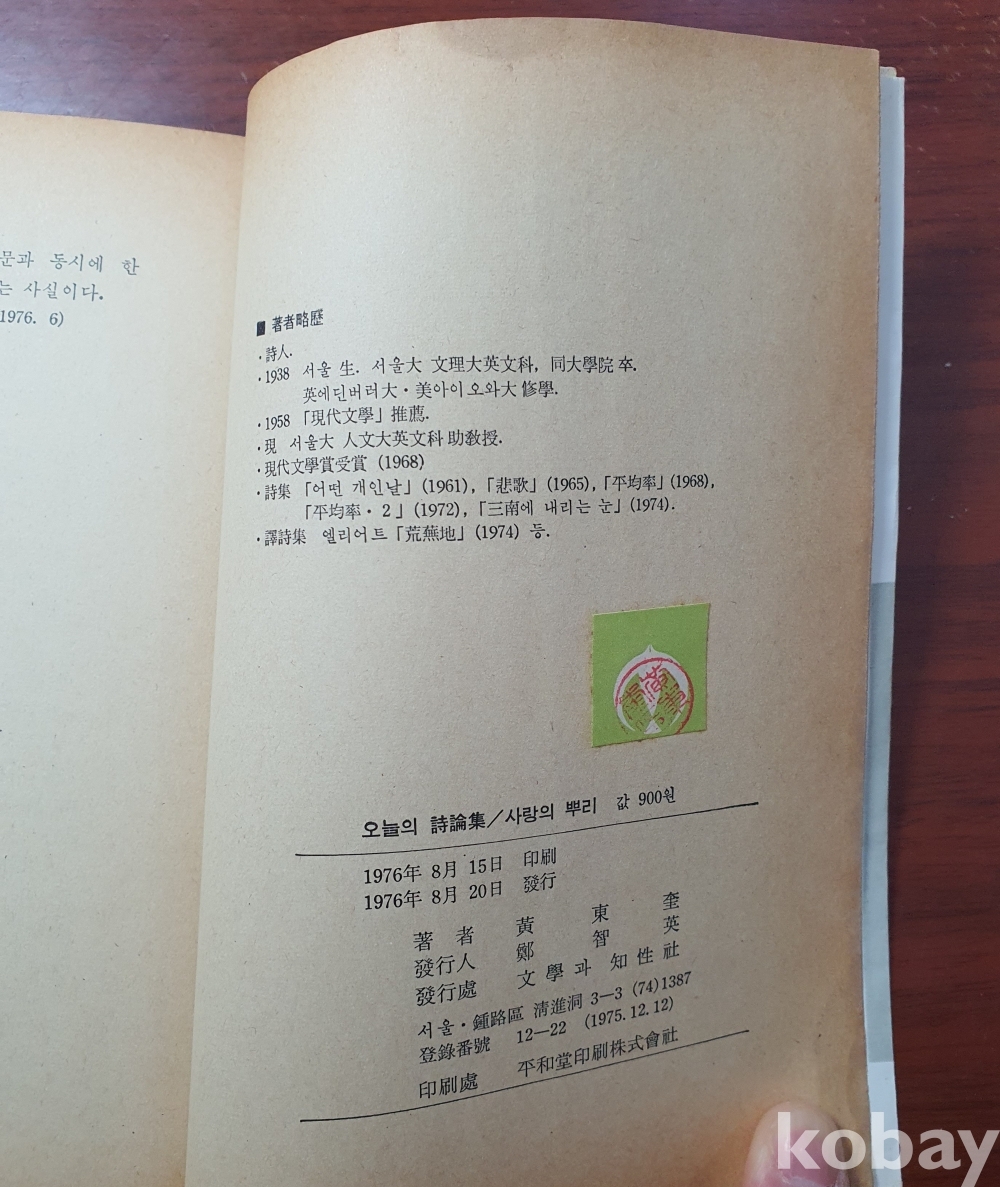 문과 동시에 한
는 사실이다.
1976. 6)
■ 著者略歷
·詩人.
·1938 서울 生. 서울大 文理大英文科, 同大學院 卒.
英에딘버러大·美아이오와大 修學.
·1958 「現代文學」推薦.
·現 서울大 人文大英文科 助敎授.
·現代文學賞受賞 (1968)
·詩集 「어떤 개인날」(1961), 「悲歌」(1965), 「平均率」(1968),
「平均率·2」(1972), 「三南에 내리는 눈」(1974).
·譯詩集 엘리어트「荒蕪地」(1974) 등.
오늘의 詩論集/사랑의 뿌리 값 900원
1976年 8月 15日 印刷
1976年 8月 20日 發行
著者 黃東奎
發行人 鄭智英
發行處 文學과 知性社
서울·鍾路區 淸進洞 3—3 (74)1387
登錄番號 12—22 (1975.12.12)
印刷處 平和堂印刷株式會社
kobay